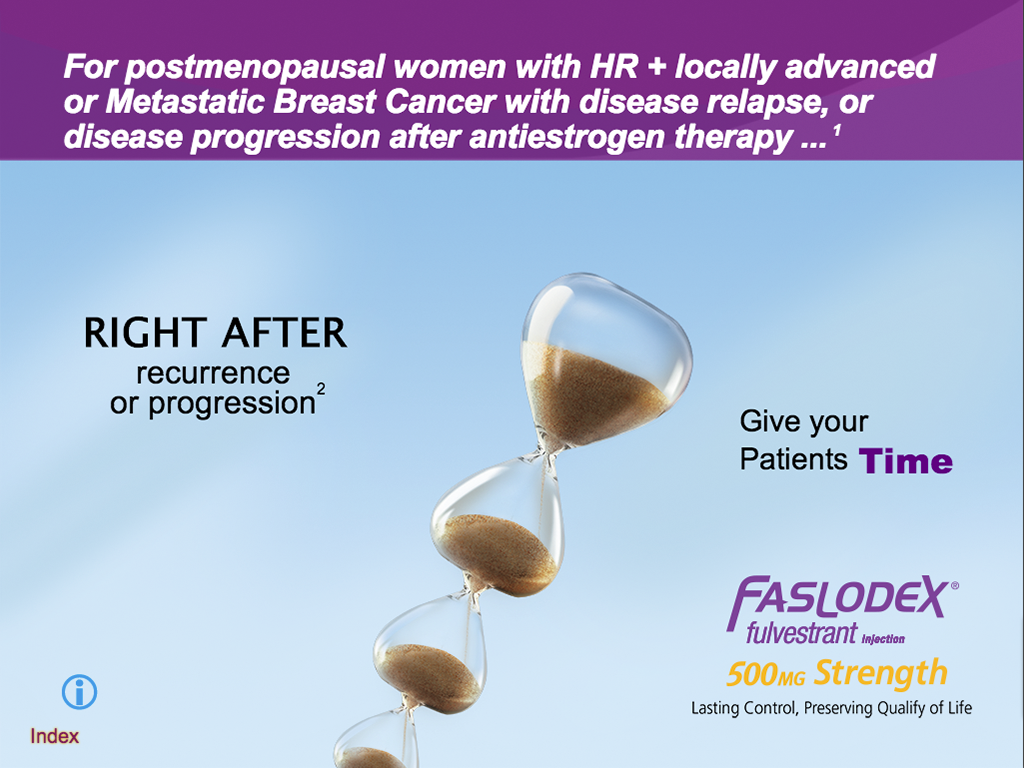 For postmenopausal women with HR + locally advanced
or Metastatic Breast Cancer with disease relapse, or
disease progression after antiestrogen therapy ...¹
RIGHT AFTER
recurrence
or progression²
Give your
Patients Time
FASLODEX®
fulvestrant injection
500MG Strength
Lasting Control, Preserving Qualify of Life
i
Index